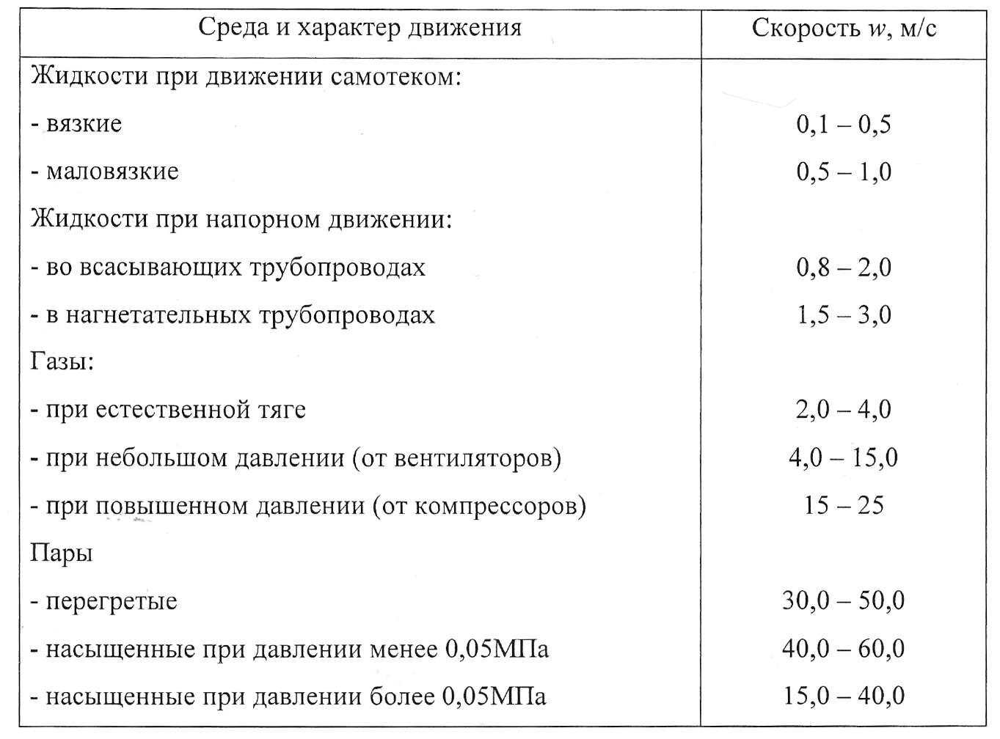 Среда и характер движения Скорость w, м/с
Жидкости при движении самотеком:
- вязкие 0,1 – 0,5
- маловязкие 0,5 – 1,0
Жидкости при напорном движении:
- во всасывающих трубопроводах 0,8 – 2,0
- в нагнетательных трубопроводах 1,5 – 3,0
Газы:
- при естественной тяге 2,0 – 4,0
- при небольшом давлении (от вентиляторов) 4,0 – 15,0
- при повышенном давлении (от компрессоров) 15 – 25
Пары
- перегретые 30,0 – 50,0
- насыщенные при давлении менее 0,05МПа 40,0 – 60,0
- насыщенные при давлении более 0,05МПа 15,0 – 40,0